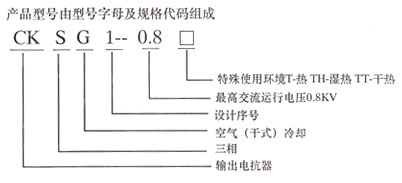 产品型号由型号字母及规格代码组成
CK S G 1--0.8 □
特殊使用环境T-热 TH-湿热 TT-干热
最高交流运行电压0.8KV
设计序号
空气（干式）冷却
三相
输出电抗器